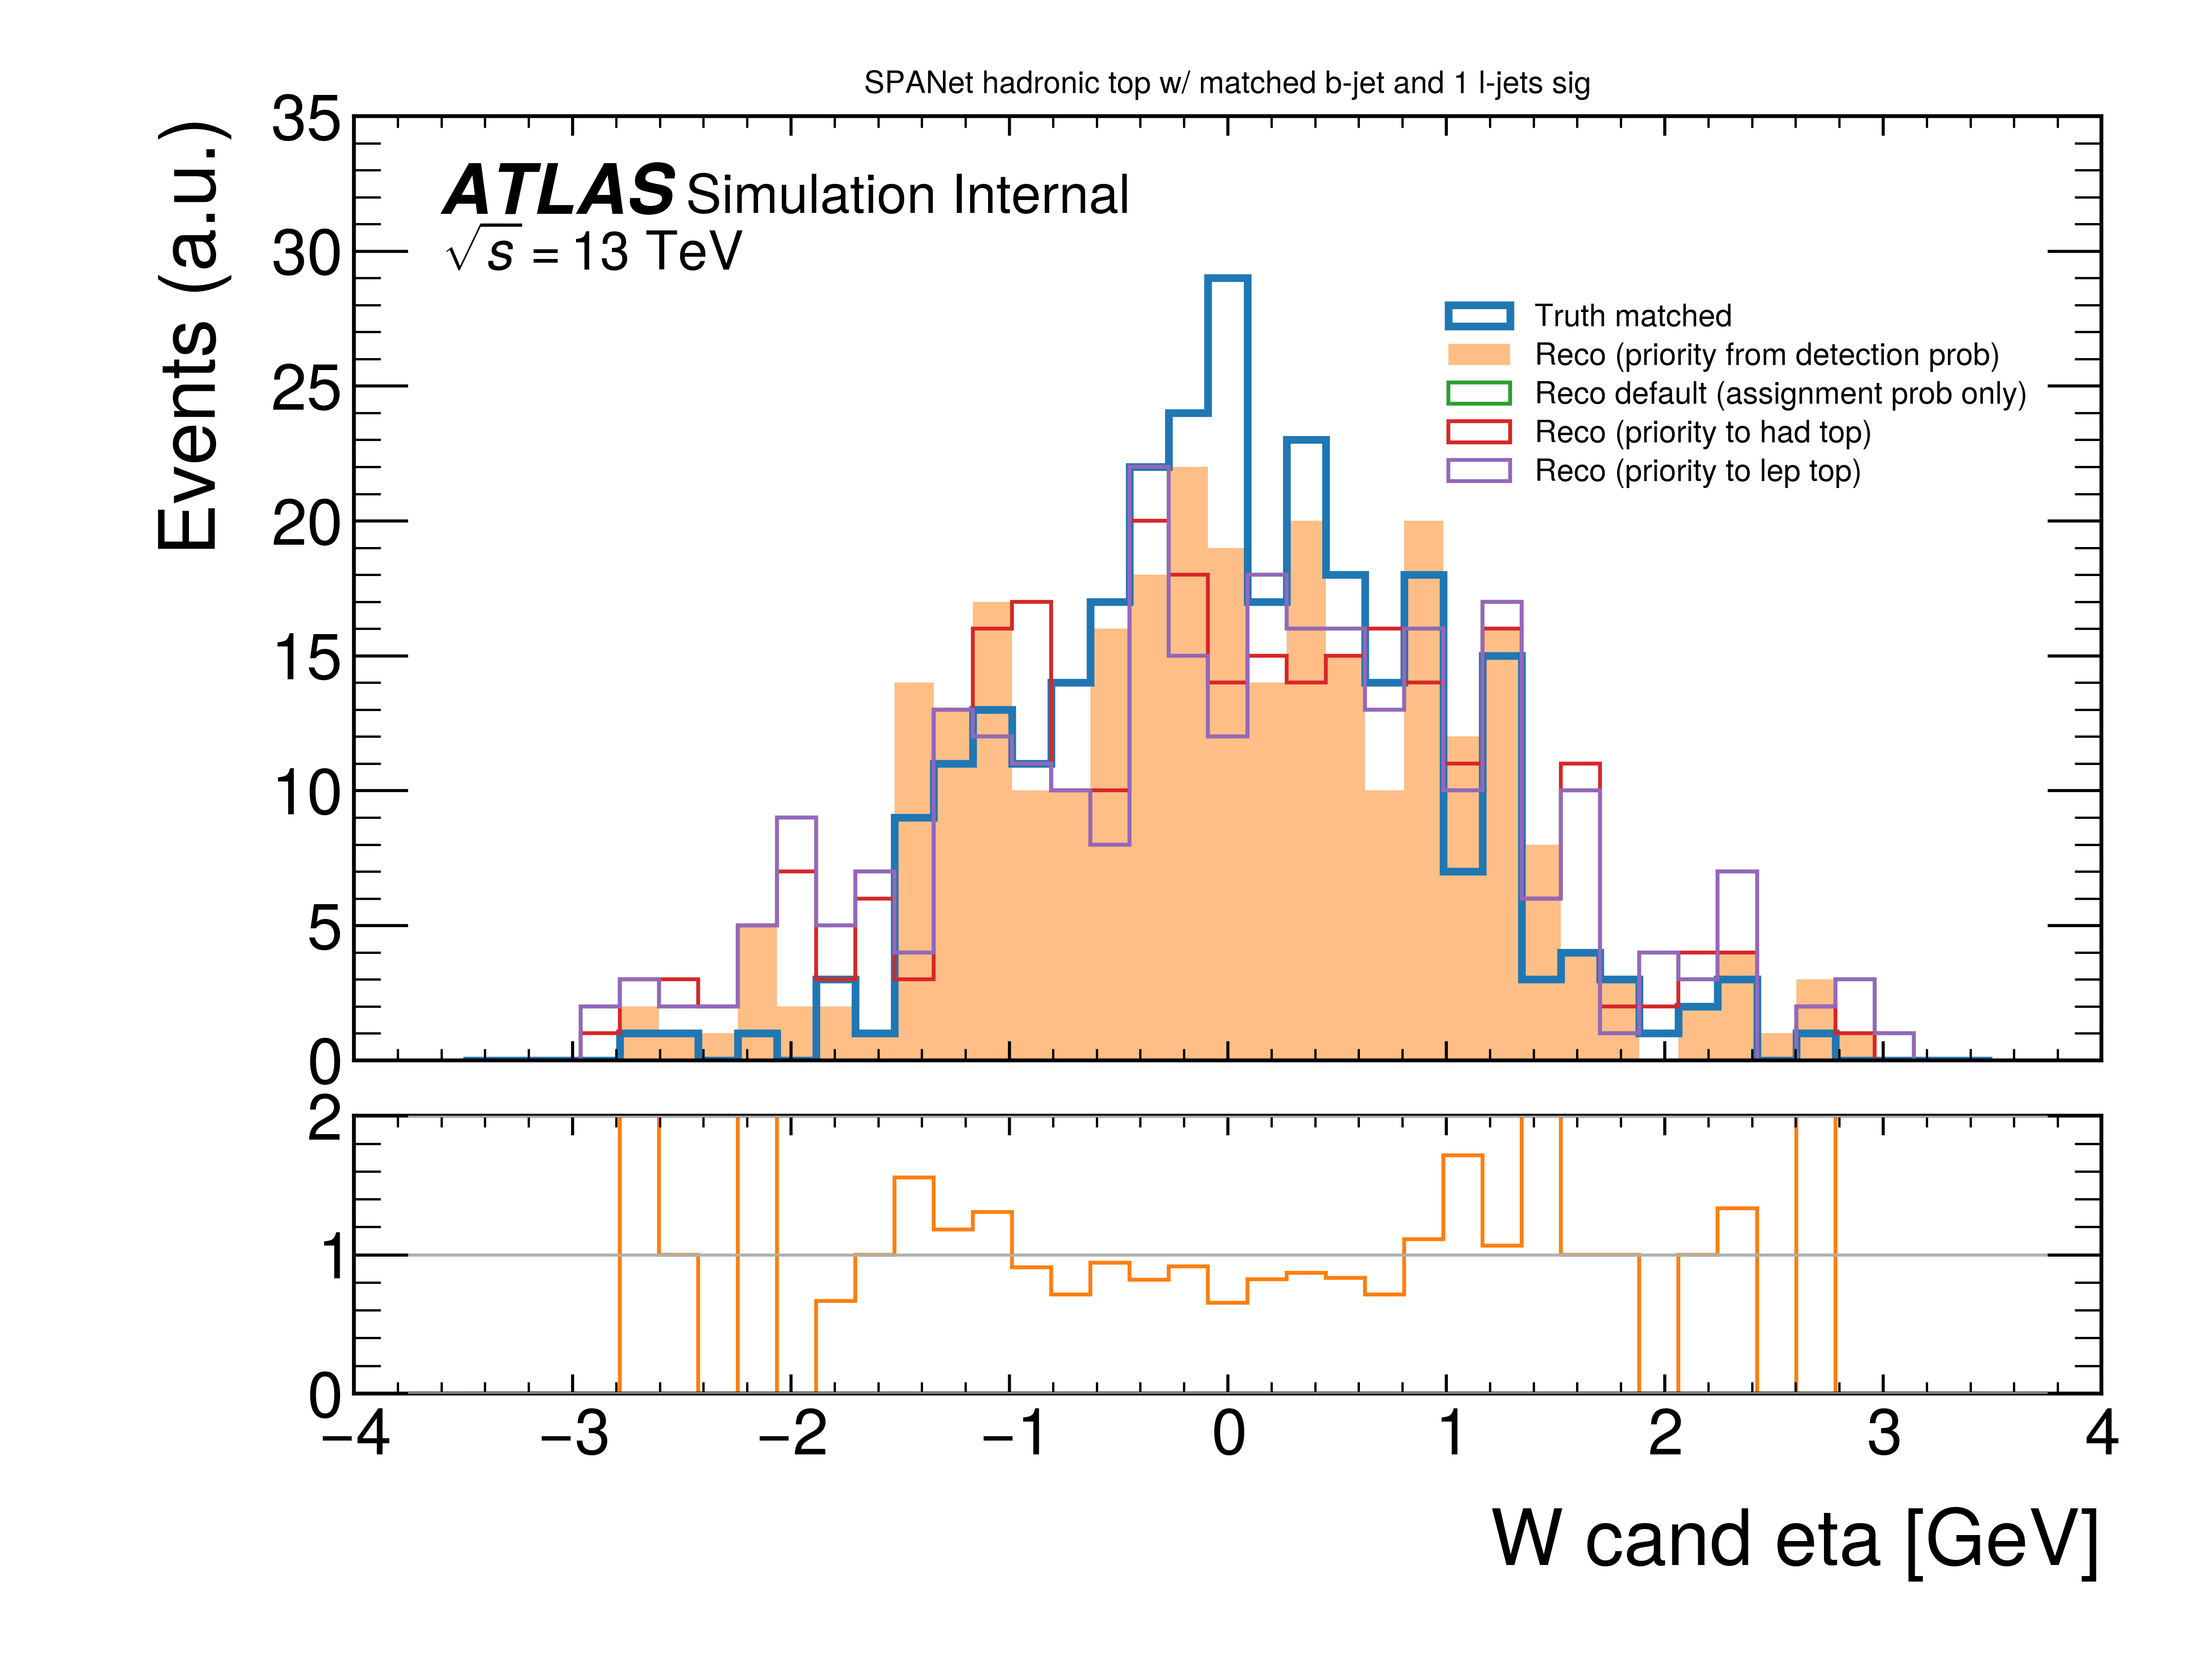 SPANet hadronic top w/ matched b-jet and 1 l-jets sig
35
30
25
20
15
10
5
0
Events (a.u.)
ATLAS Simulation Internal
√s = 13 TeV
Truth matched
Reco (priority from detection prob)
Reco default (assignment prob only)
Reco (priority to had top)
Reco (priority to lep top)
2
1
0
−4 −3 −2 −1 0 1 2 3 4
W cand eta [GeV]